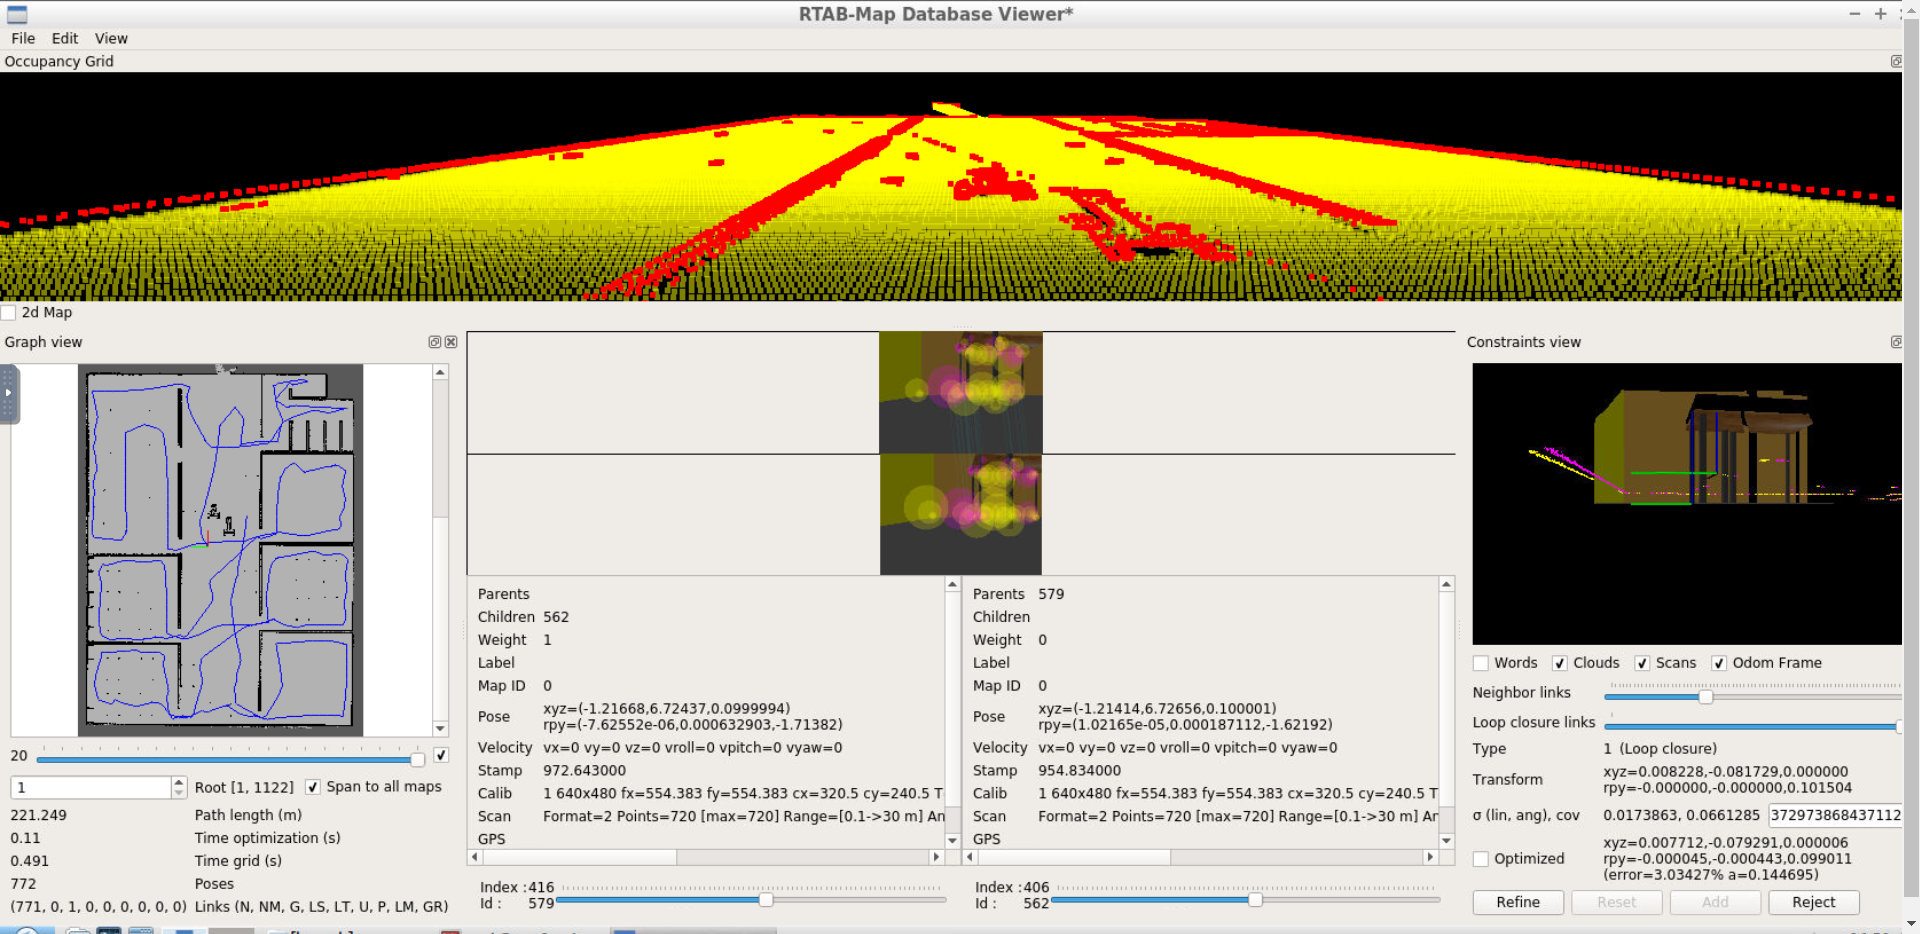 RTAB-Map Database Viewer*
File Edit View
Occupancy Grid
2d Map
Graph view
20
1 Root [1, 1122] Span to all maps
221.249 Path length (m)
0.11 Time optimization (s)
0.491 Time grid (s)
772 Poses
(771, 0, 1, 0, 0, 0, 0, 0, 0) Links (N, NM, G, LS, LT, U, P, LM, GR)
Parents
Children 562
Weight 1
Label
Map ID 0
Pose xyz=(-1.21668,6.72437,0.0999994)
rpy=(-7.62552e-06,0.000632903,-1.71382)
Velocity vx=0 vy=0 vz=0 vroll=0 vpitch=0 vyaw=0
Stamp 972.643000
Calib 1 640x480 fx=554.383 fy=554.383 cx=320.5 cy=240.5 T
Scan Format=2 Points=720 [max=720] Range=[0.1->30 m] An
GPS
Index :416
Id : 579
Parents 579
Children
Weight 0
Label
Map ID 0
Pose xyz=(-1.21414,6.72656,0.100001)
rpy=(1.02165e-05,0.000187112,-1.62192)
Velocity vx=0 vy=0 vz=0 vroll=0 vpitch=0 vyaw=0
Stamp 954.834000
Calib 1 640x480 fx=554.383 fy=554.383 cx=320.5 cy=240.5 T
Scan Format=2 Points=720 [max=720] Range=[0.1->30 m] Ar
GPS
Index :406
Id : 562
Constraints view
Words Clouds Scans Odom Frame
Neighbor links
Loop closure links
Type 1 (Loop closure)
Transform xyz=0.008228,-0.081729,0.000000
rpy=-0.000000,-0.000000,0.101504
σ (lin, ang), cov 0.0173863, 0.0661285 372973868437112
Optimized xyz=0.007712,-0.079291,0.000006
rpy=-0.000045,-0.000443,0.099011
(error=3.03427% a=0.144695)
Refine Reset Add Reject